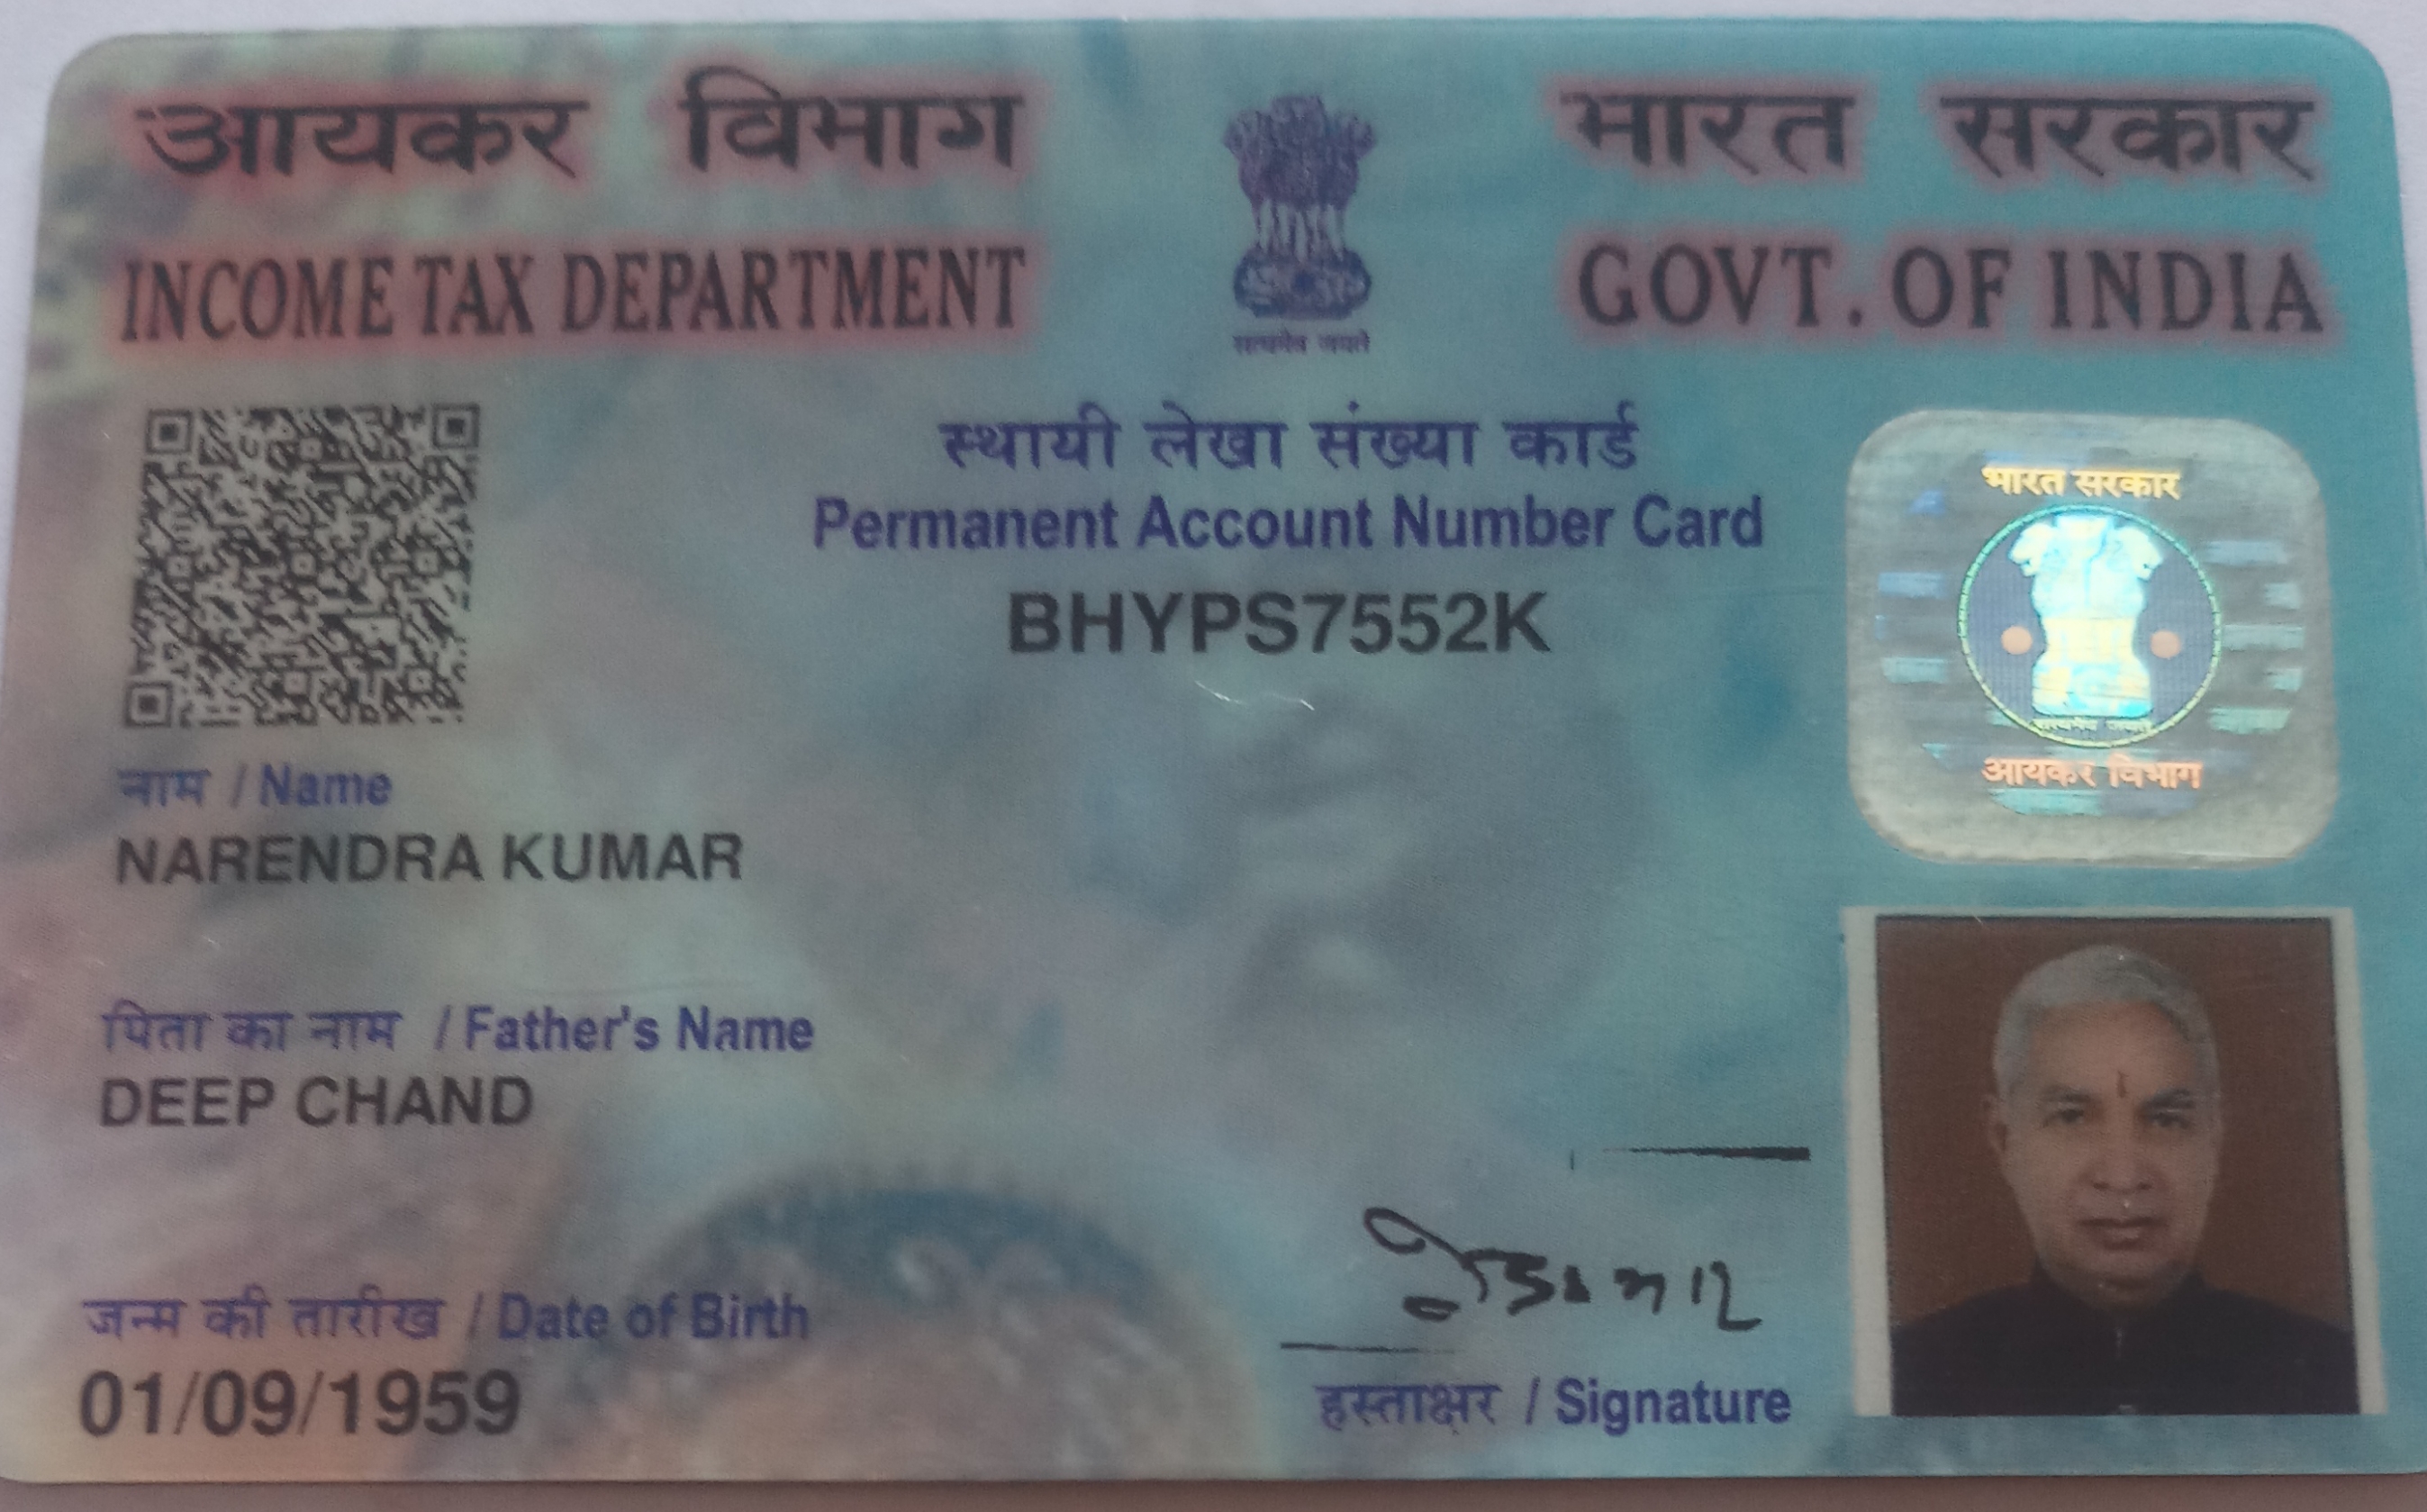 आयकर विभाग
INCOME TAX DEPARTMENT
सत्यमेव जयते
भारत सरकार
GOVT. OF INDIA
स्थायी लेखा संख्या कार्ड
Permanent Account Number Card
BHYPS7552K
भारत सरकार
सत्यमेव जयते
आयकर विभाग
नाम / Name
NARENDRA KUMAR
पिता का नाम / Father's Name
DEEP CHAND
जन्म की तारीख / Date of Birth
01/09/1959
हस्ताक्षर / Signature